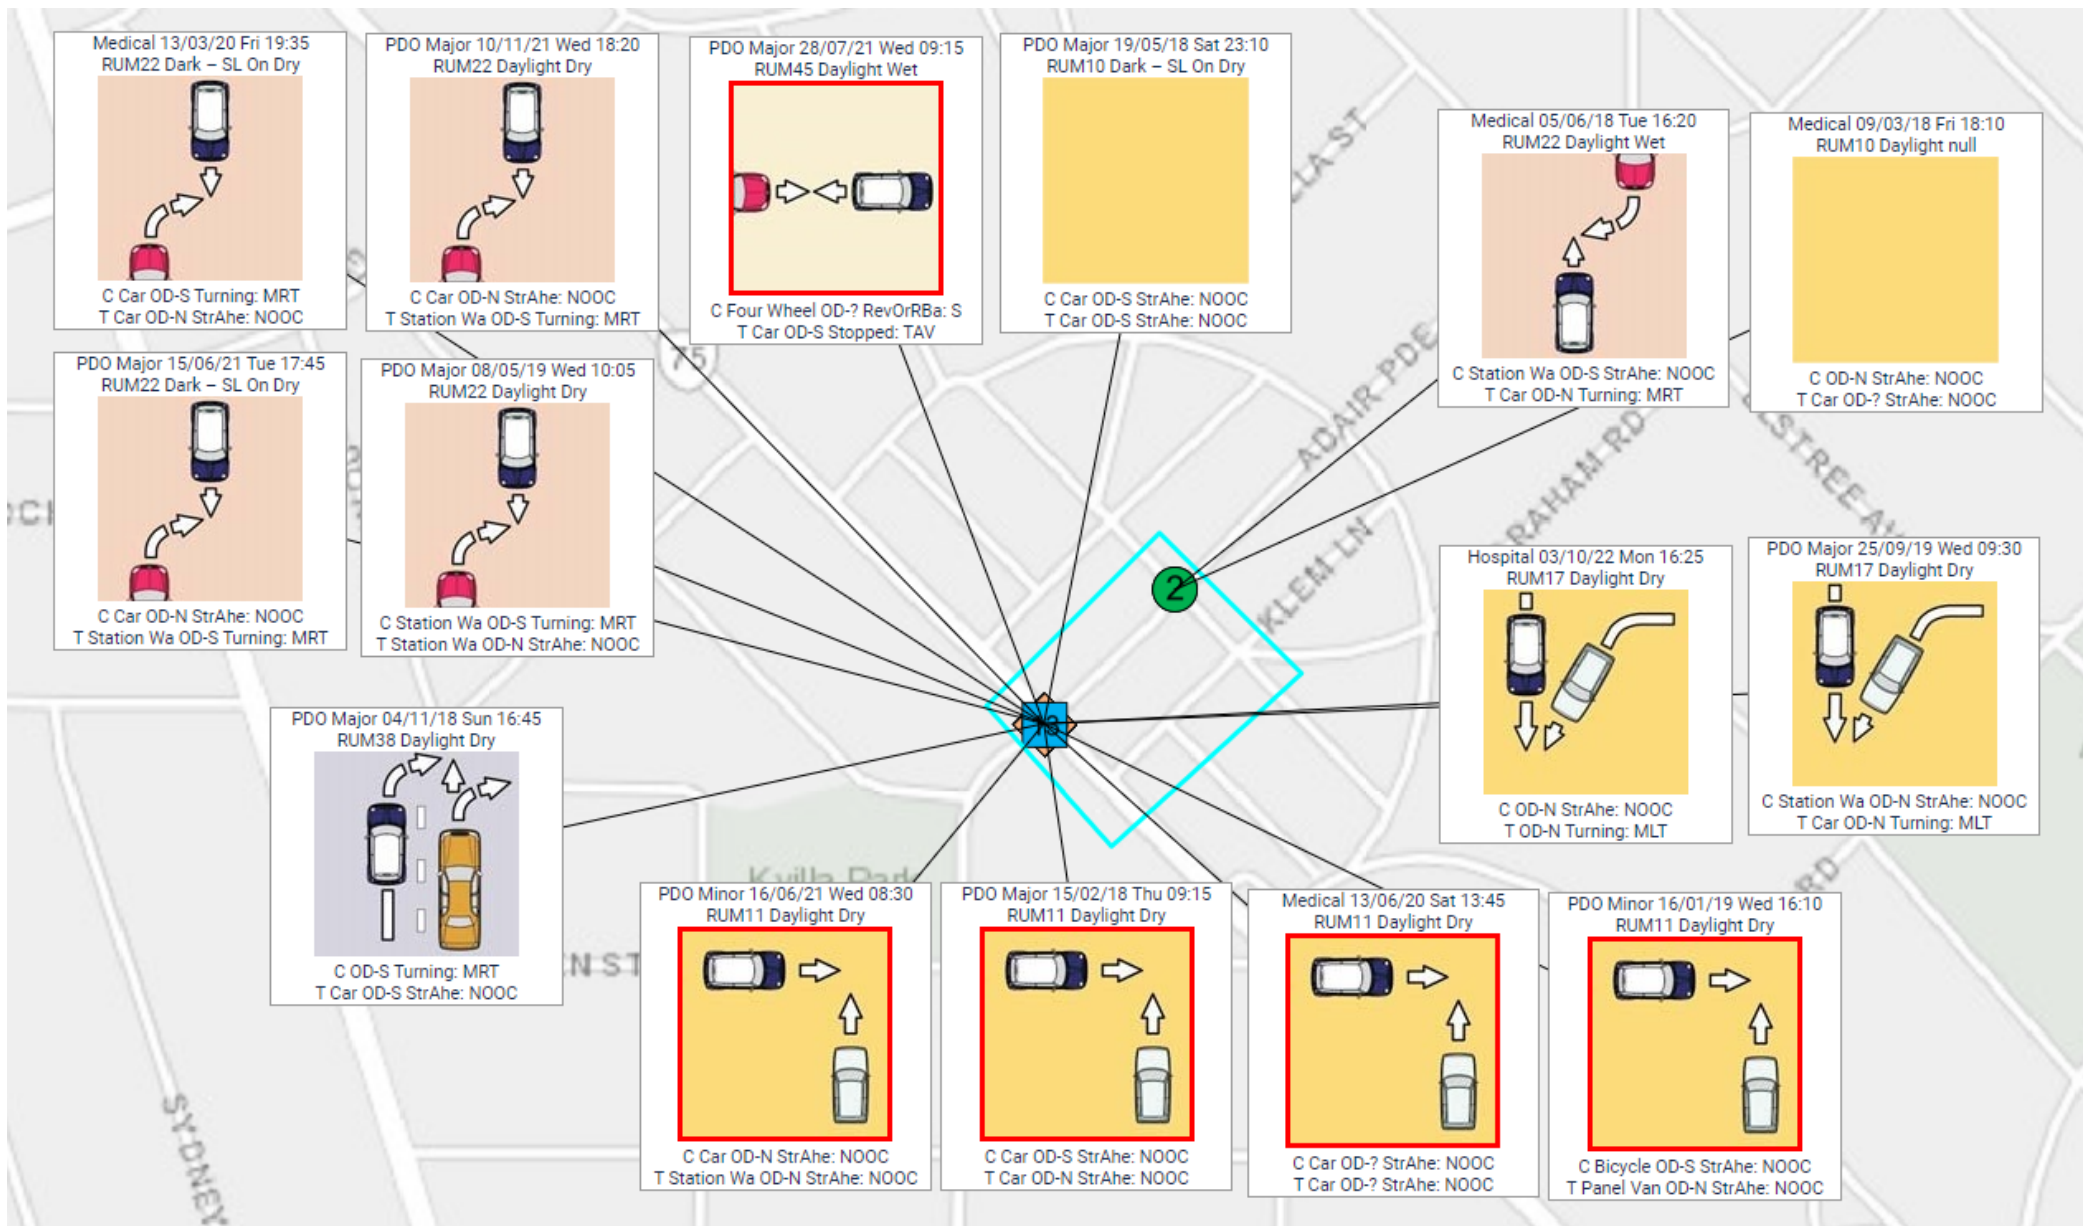 Medical 13/03/20 Fri 19:35
RUM22 Dark – SL On Dry
C Car OD-S Turning: MRT
T Car OD-N StrAhe: NOOC
PDO Major 10/11/21 Wed 18:20
RUM22 Daylight Dry
C Car OD-N StrAhe: NOOC
T Station Wa OD-S Turning: MRT
PDO Major 28/07/21 Wed 09:15
RUM45 Daylight Wet
C Four Wheel OD-? RevOrRBa: S
T Car OD-S Stopped: TAV
PDO Major 19/05/18 Sat 23:10
RUM10 Dark – SL On Dry
C Car OD-S StrAhe: NOOC
T Car OD-S StrAhe: NOOC
Medical 05/06/18 Tue 16:20
RUM22 Daylight Wet
C Station Wa OD-S StrAhe: NOOC
T Car OD-N Turning: MRT
Medical 09/03/18 Fri 18:10
RUM10 Daylight null
C OD-N StrAhe: NOOC
T Car OD-? StrAhe: NOOC
LLA ST
75
ADAIR PDE
RAHAM RD
LSTREE AV
PDO Major 15/06/21 Tue 17:45
RUM22 Dark – SL On Dry
C Car OD-N StrAhe: NOOC
T Station Wa OD-S Turning: MRT
PDO Major 08/05/19 Wed 10:05
RUM22 Daylight Dry
C Station Wa OD-S Turning: MRT
T Station Wa OD-N StrAhe: NOOC
2
KLEM LN
Hospital 03/10/22 Mon 16:25
RUM17 Daylight Dry
C OD-N StrAhe: NOOC
T OD-N Turning: MLT
PDO Major 25/09/19 Wed 09:30
RUM17 Daylight Dry
C Station Wa OD-N StrAhe: NOOC
T Car OD-N Turning: MLT
PDO Major 04/11/18 Sun 16:45
RUM38 Daylight Dry
C OD-S Turning: MRT
T Car OD-S StrAhe: NOOC
Kyilla Park
N ST
RD
PDO Minor 16/06/21 Wed 08:30
RUM11 Daylight Dry
C Car OD-N StrAhe: NOOC
T Station Wa OD-N StrAhe: NOOC
PDO Major 15/02/18 Thu 09:15
RUM11 Daylight Dry
C Car OD-S StrAhe: NOOC
T Car OD-N StrAhe: NOOC
Medical 13/06/20 Sat 13:45
RUM11 Daylight Dry
C Car OD-? StrAhe: NOOC
T Car OD-? StrAhe: NOOC
PDO Minor 16/01/19 Wed 16:10
RUM11 Daylight Dry
C Bicycle OD-S StrAhe: NOOC
T Panel Van OD-N StrAhe: NOOC
SYDNEY